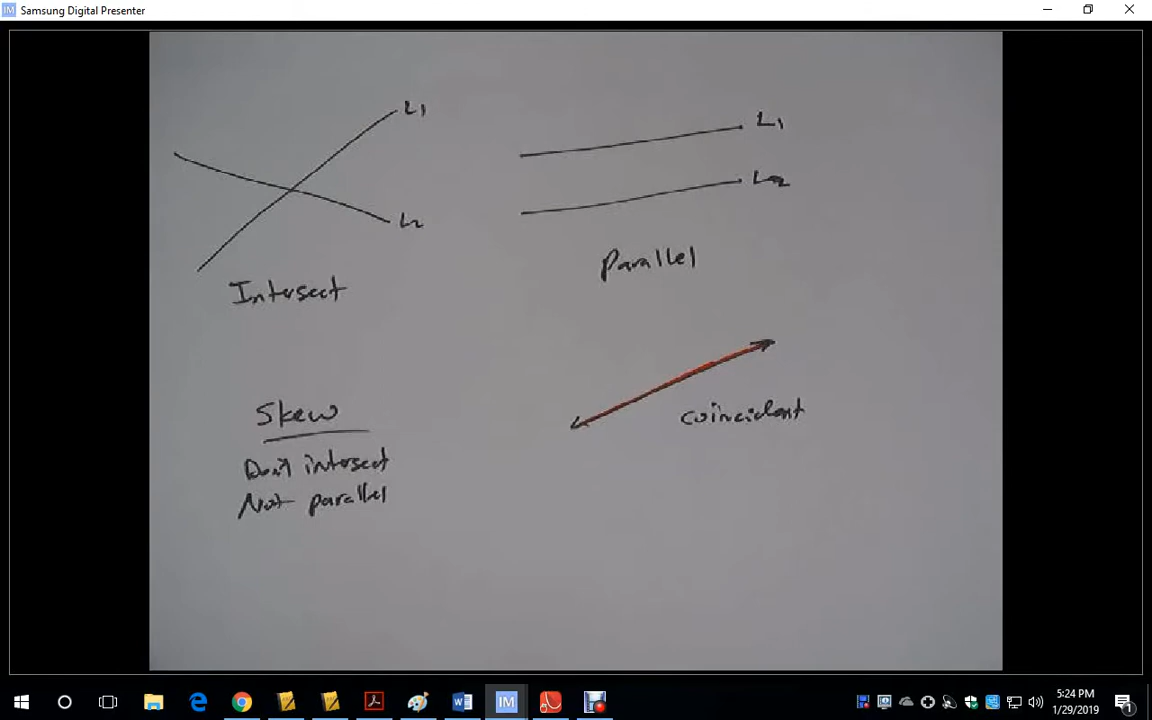 Samsung Digital Presenter
L1
L2
Intersect
L1
L2
Parallel
Skew
Don't intersect
Not parallel
coincident
IM
5:24 PM
1/29/2019